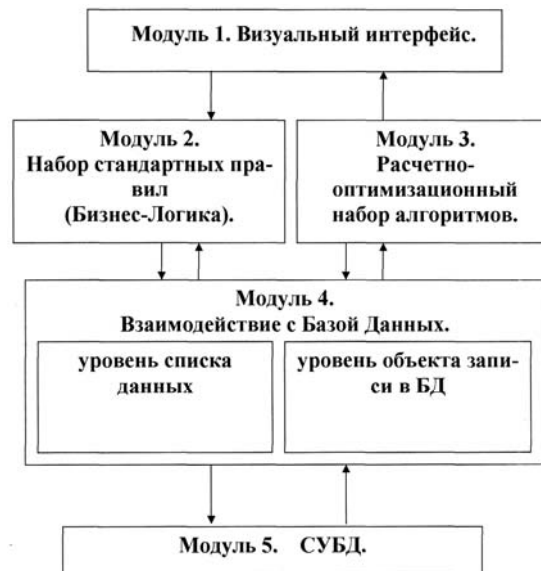 Модуль 1. Визуальный интерфейс.
Модуль 2.
Набор стандартных пра-
вил
(Бизнес-Логика).
Модуль 3.
Расчетно-
оптимизационный
набор алгоритмов.
Модуль 4.
Взаимодействие с Базой Данных.
уровень списка
данных
уровень объекта запи-
си в БД
Модуль 5. СУБД.